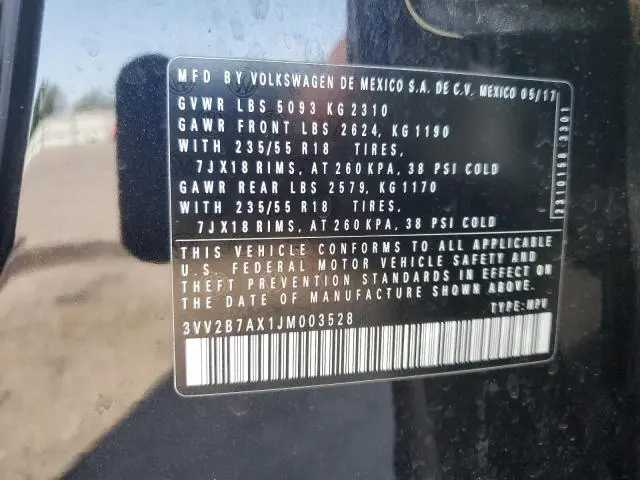 MFD BY VOLKSWAGEN DE MEXICO S.A. DE C.V. MEXICO 05/17
GVWR LBS 5093 KG 2310
GAWR FRONT LBS 2624, KG 1190
WITH 235/55 R18 TIRES,
7JX18 RIMS, AT 260 KPA, 38 PSI COLD
GAWR REAR LBS 2579, KG 1170
WITH 235/55 R18 TIRES,
7JX18 RIMS, AT 260 KPA, 38 PSI COLD
THIS VEHICLE CONFORMS TO ALL APPLICABLE
U.S. FEDERAL MOTOR VEHICLE SAFETY AND
THEFT PREVENTION STANDARDS IN EFFECT ON
THE DATE OF MANUFACTURE SHOWN ABOVE.
3VV2B7AX1JM003528
TYPE: MPV
2310188 3301